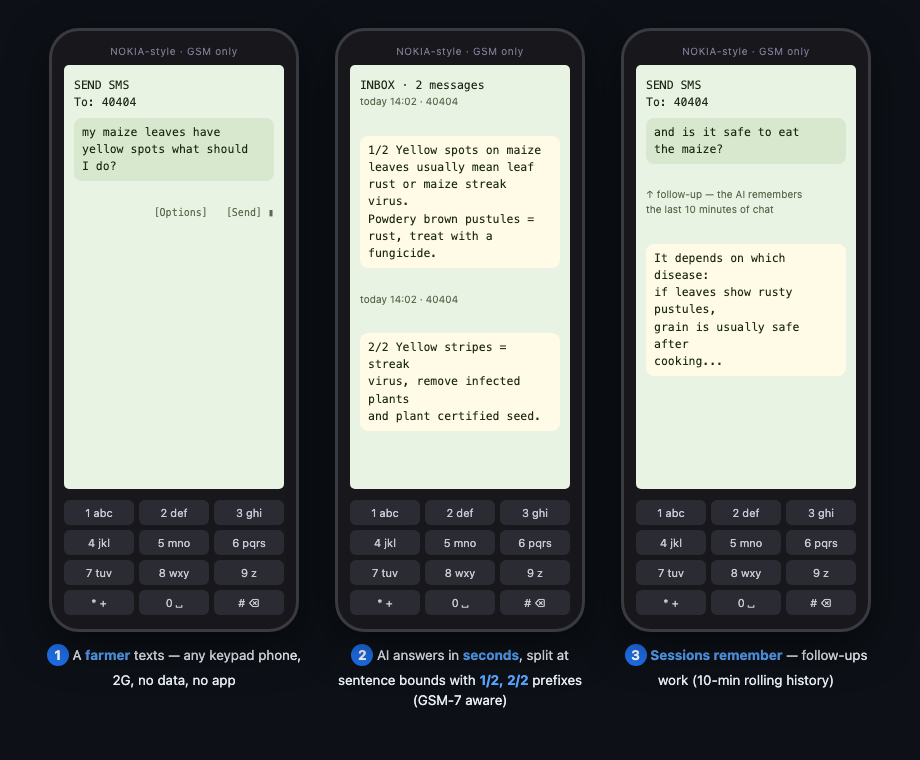 NOKIA-style · GSM only
SEND SMS
To: 40404
my maize leaves have
yellow spots what should
I do?
[Options] [Send] ▮
1 abc
2 def
3 ghi
4 jkl
5 mno
6 pqrs
7 tuv
8 wxy
9 z
* +
0 ⎵
# ⌫
1 A farmer texts — any keypad phone,
2G, no data, no app
NOKIA-style · GSM only
INBOX · 2 messages
today 14:02 · 40404
1/2 Yellow spots on maize
leaves usually mean leaf
rust or maize streak
virus.
Powdery brown pustules =
rust, treat with a
fungicide.
today 14:02 · 40404
2/2 Yellow stripes =
streak
virus, remove infected
plants
and plant certified seed.
1 abc
2 def
3 ghi
4 jkl
5 mno
6 pqrs
7 tuv
8 wxy
9 z
* +
0 ⎵
# ⌫
2 AI answers in seconds, split at
sentence bounds with 1/2, 2/2 prefixes
(GSM-7 aware)
NOKIA-style · GSM only
SEND SMS
To: 40404
and is it safe to eat
the maize?
↑ follow-up — the AI remembers
the last 10 minutes of chat
It depends on which
disease:
if leaves show rusty
pustules,
grain is usually safe
after
cooking...
1 abc
2 def
3 ghi
4 jkl
5 mno
6 pqrs
7 tuv
8 wxy
9 z
* +
0 ⎵
# ⌫
3 Sessions remember — follow-ups
work (10-min rolling history)